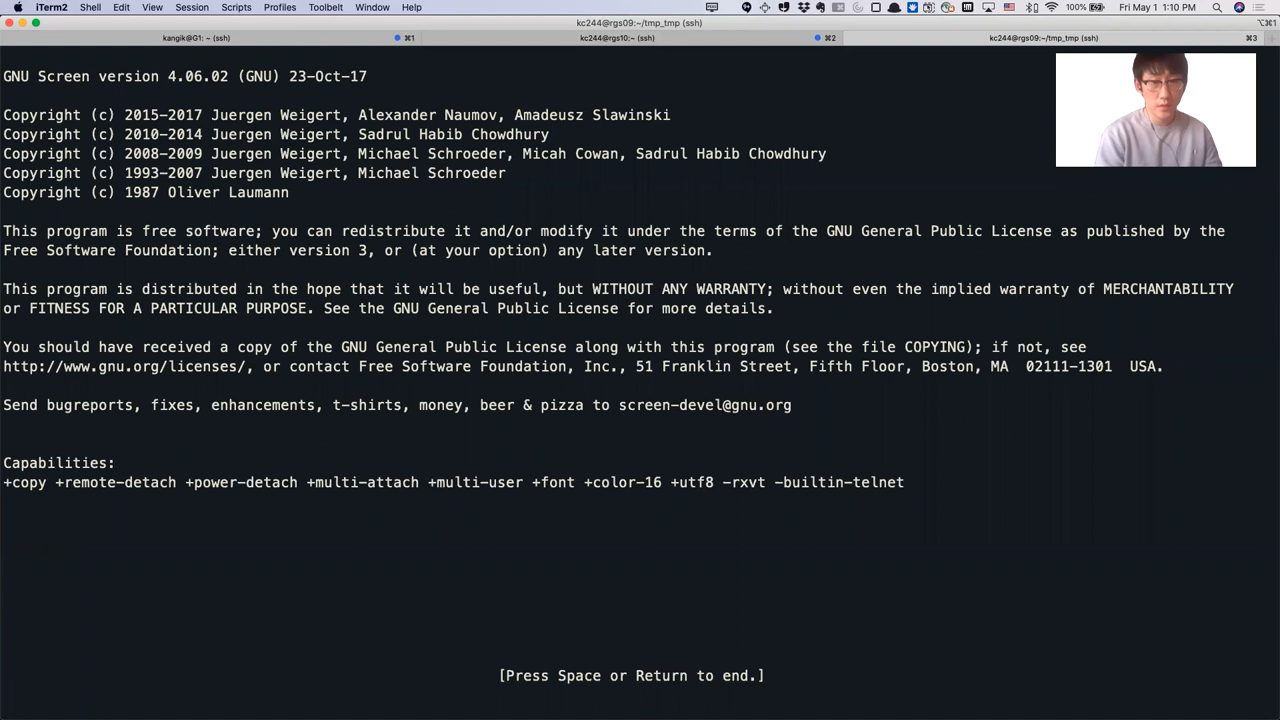 iTerm2 Shell Edit View Session Scripts Profiles Toolbelt Window Help 100% Fri May 1 1:10 PM
kc244@rgs09:~/tmp_tmp (ssh) ⌥⌘1
kangik@G1: ~ (ssh) ⌘1 kc244@rgs10:~ (ssh) ⌘2 kc244@rgs09:~/tmp_tmp (ssh) ⌘3
GNU Screen version 4.06.02 (GNU) 23-Oct-17
Copyright (c) 2015-2017 Juergen Weigert, Alexander Naumov, Amadeusz Slawinski
Copyright (c) 2010-2014 Juergen Weigert, Sadrul Habib Chowdhury
Copyright (c) 2008-2009 Juergen Weigert, Michael Schroeder, Micah Cowan, Sadrul Habib Chowdhury
Copyright (c) 1993-2007 Juergen Weigert, Michael Schroeder
Copyright (c) 1987 Oliver Laumann
This program is free software; you can redistribute it and/or modify it under the terms of the GNU General Public License as published by the
Free Software Foundation; either version 3, or (at your option) any later version.
This program is distributed in the hope that it will be useful, but WITHOUT ANY WARRANTY; without even the implied warranty of MERCHANTABILITY
or FITNESS FOR A PARTICULAR PURPOSE. See the GNU General Public License for more details.
You should have received a copy of the GNU General Public License along with this program (see the file COPYING); if not, see
http://www.gnu.org/licenses/, or contact Free Software Foundation, Inc., 51 Franklin Street, Fifth Floor, Boston, MA  02111-1301  USA.
Send bugreports, fixes, enhancements, t-shirts, money, beer & pizza to screen-devel@gnu.org
Capabilities:
+copy +remote-detach +power-detach +multi-attach +multi-user +font +color-16 +utf8 -rxvt -builtin-telnet
[Press Space or Return to end.]